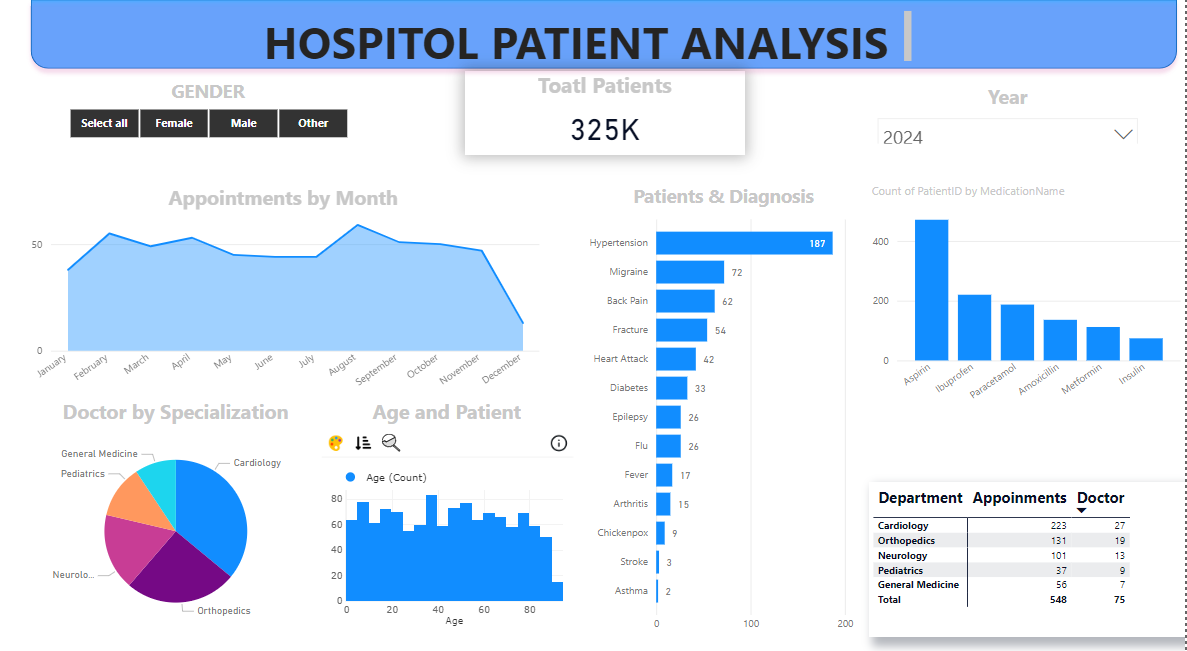 HOSPITOL PATIENT ANALYSIS
GENDER
Select all Female Male Other
Toatl Patients
325K
Year
2024
Appointments by Month
50
0
January February March April May June July August September October November December
Patients & Diagnosis
Hypertension 187
Migraine 72
Back Pain 62
Fracture 54
Heart Attack 42
Diabetes 33
Epilepsy 26
Flu 26
Fever 17
Arthritis 15
Chickenpox 9
Stroke 3
Asthma 2
0 100 200
Count of PatientID by MedicationName
400
200
0
Aspirin Ibuprofen Paracetamol Amoxicillin Metformin Insulin
Doctor by Specialization
General Medicine
Pediatrics
Cardiology
Neurolo...
Orthopedics
Age and Patient
Age (Count)
80
60
40
20
0
0 20 40 60 80
Age
Department Appoinments Doctor
Cardiology 223 27
Orthopedics 131 19
Neurology 101 13
Pediatrics 37 9
General Medicine 56 7
Total 548 75